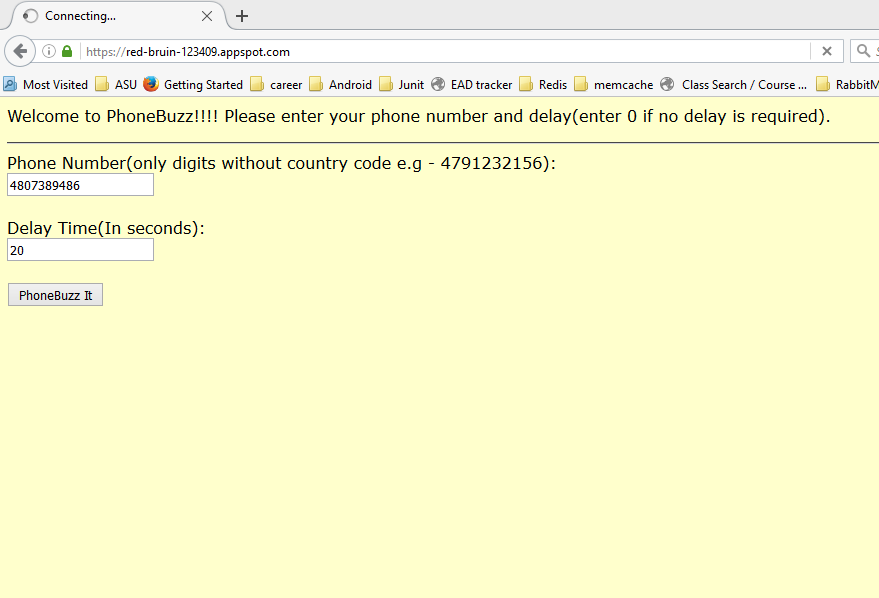 Connecting...
https://red-bruin-123409.appspot.com
Most Visited ASU Getting Started career Android Junit EAD tracker Redis memcache Class Search / Course ... RabbitM
Welcome to PhoneBuzz!!!! Please enter your phone number and delay(enter 0 if no delay is required).
Phone Number(only digits without country code e.g - 4791232156):
4807389486
Delay Time(In seconds):
20
PhoneBuzz It